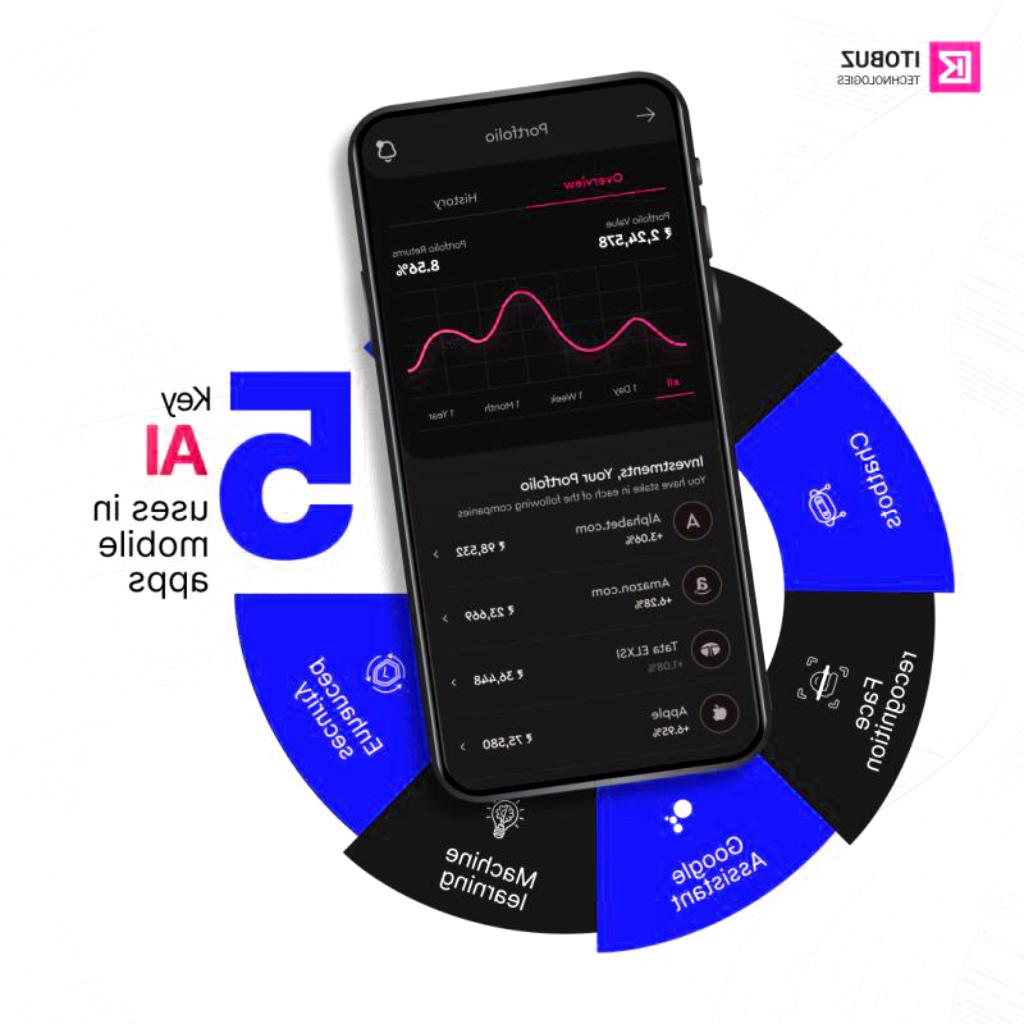 ITOBUZ
TECHNOLOGIES
Portfolio
Overview
History
Portfolio Value
₹ 2,24,578
Portfolio Returns
8.56%
All
1 Day
1 Week
1 Month
1 Year
Investments, Your Portfolio
You have stake in each of the following companies
Alphabet.com
+3.06%
₹ 98,532
Amazon.com
+6.28%
₹ 23,669
Tata ELXSI
+1.08%
₹ 36,448
Apple
+6.95%
₹ 75,580
5
Key
AI
uses in
mobile
apps
Chatbots
Face
recognition
Google
Assistant
Machine
learning
Enhanced
security